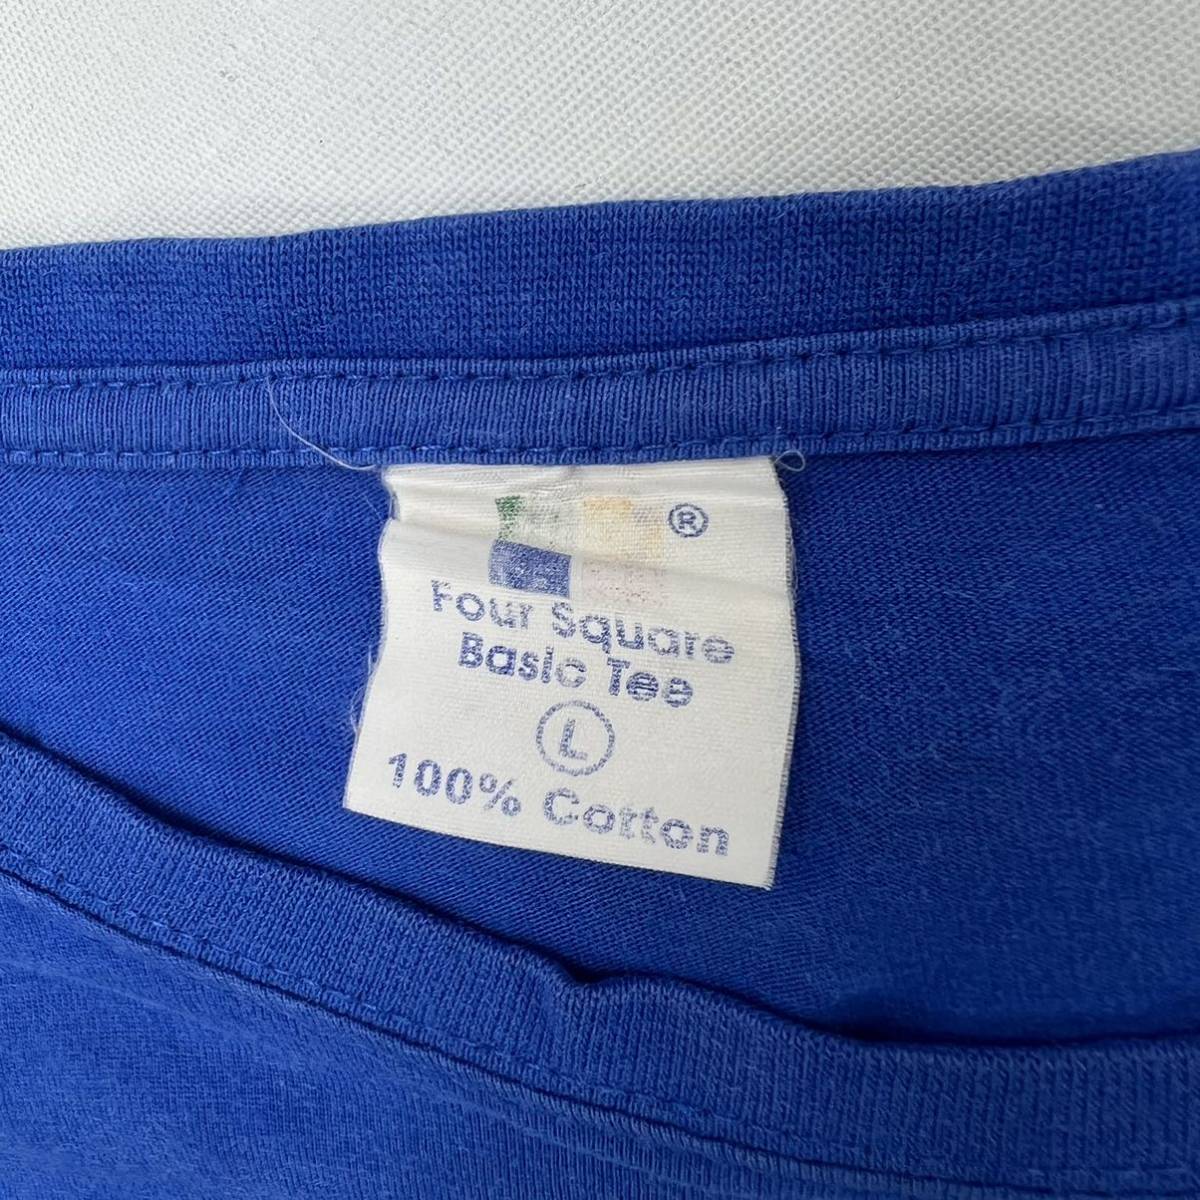 ®
Four Square
Basic Tee
L
100% Cotton